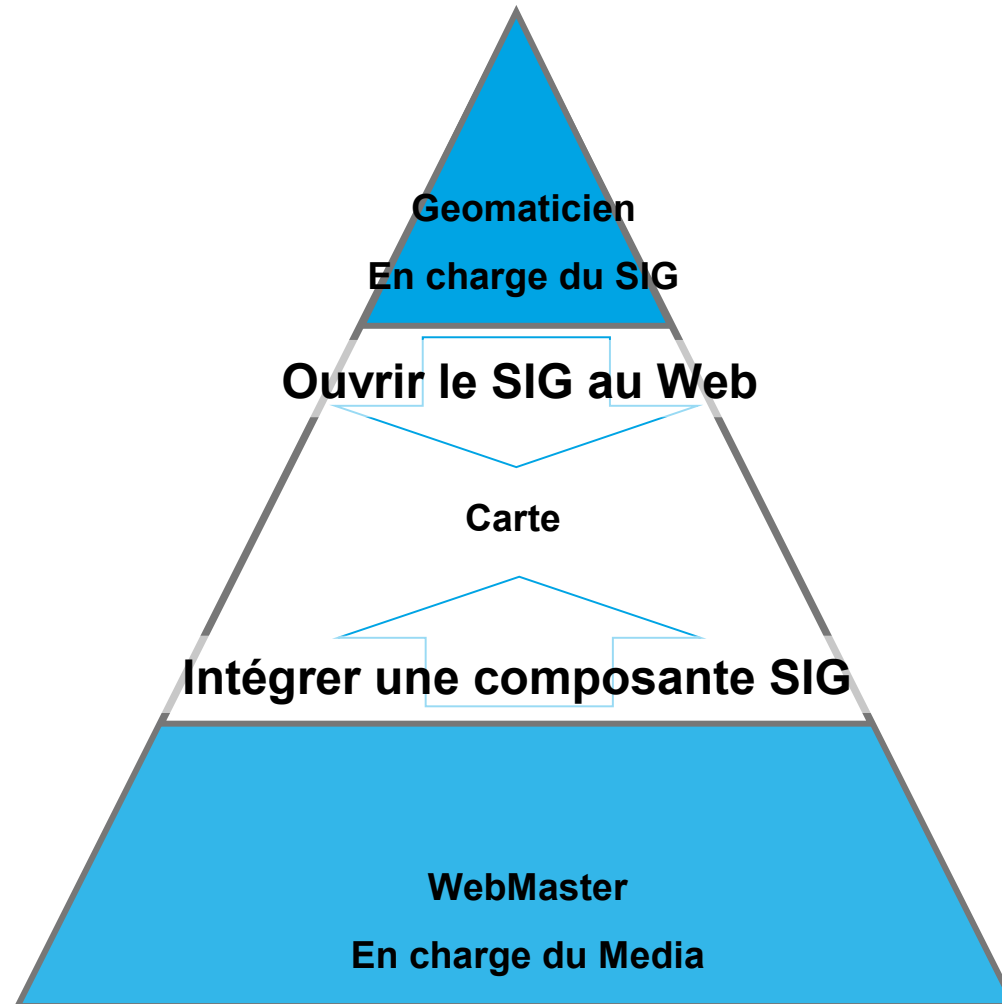 Geomaticien
En charge du SIG
Ouvrir le SIG au Web
Carte
Intégrer une composante SIG
WebMaster
En charge du Media